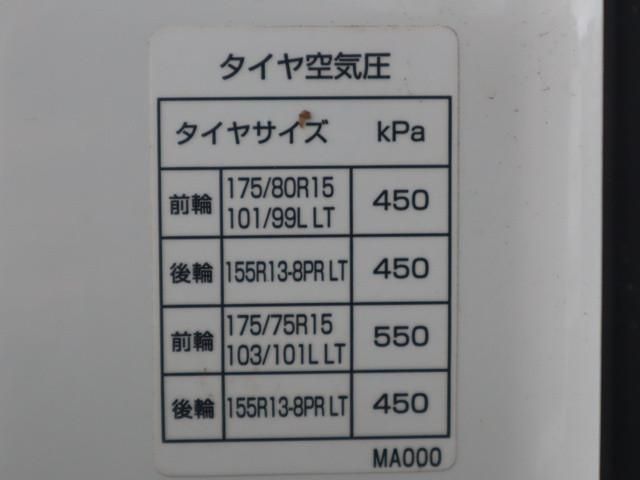 タイヤ空気圧
タイヤサイズ kPa
前輪 175/80R15 101/99L LT 450
後輪 155R13-8PR LT 450
前輪 175/75R15 103/101L LT 550
後輪 155R13-8PR LT 450
MA000